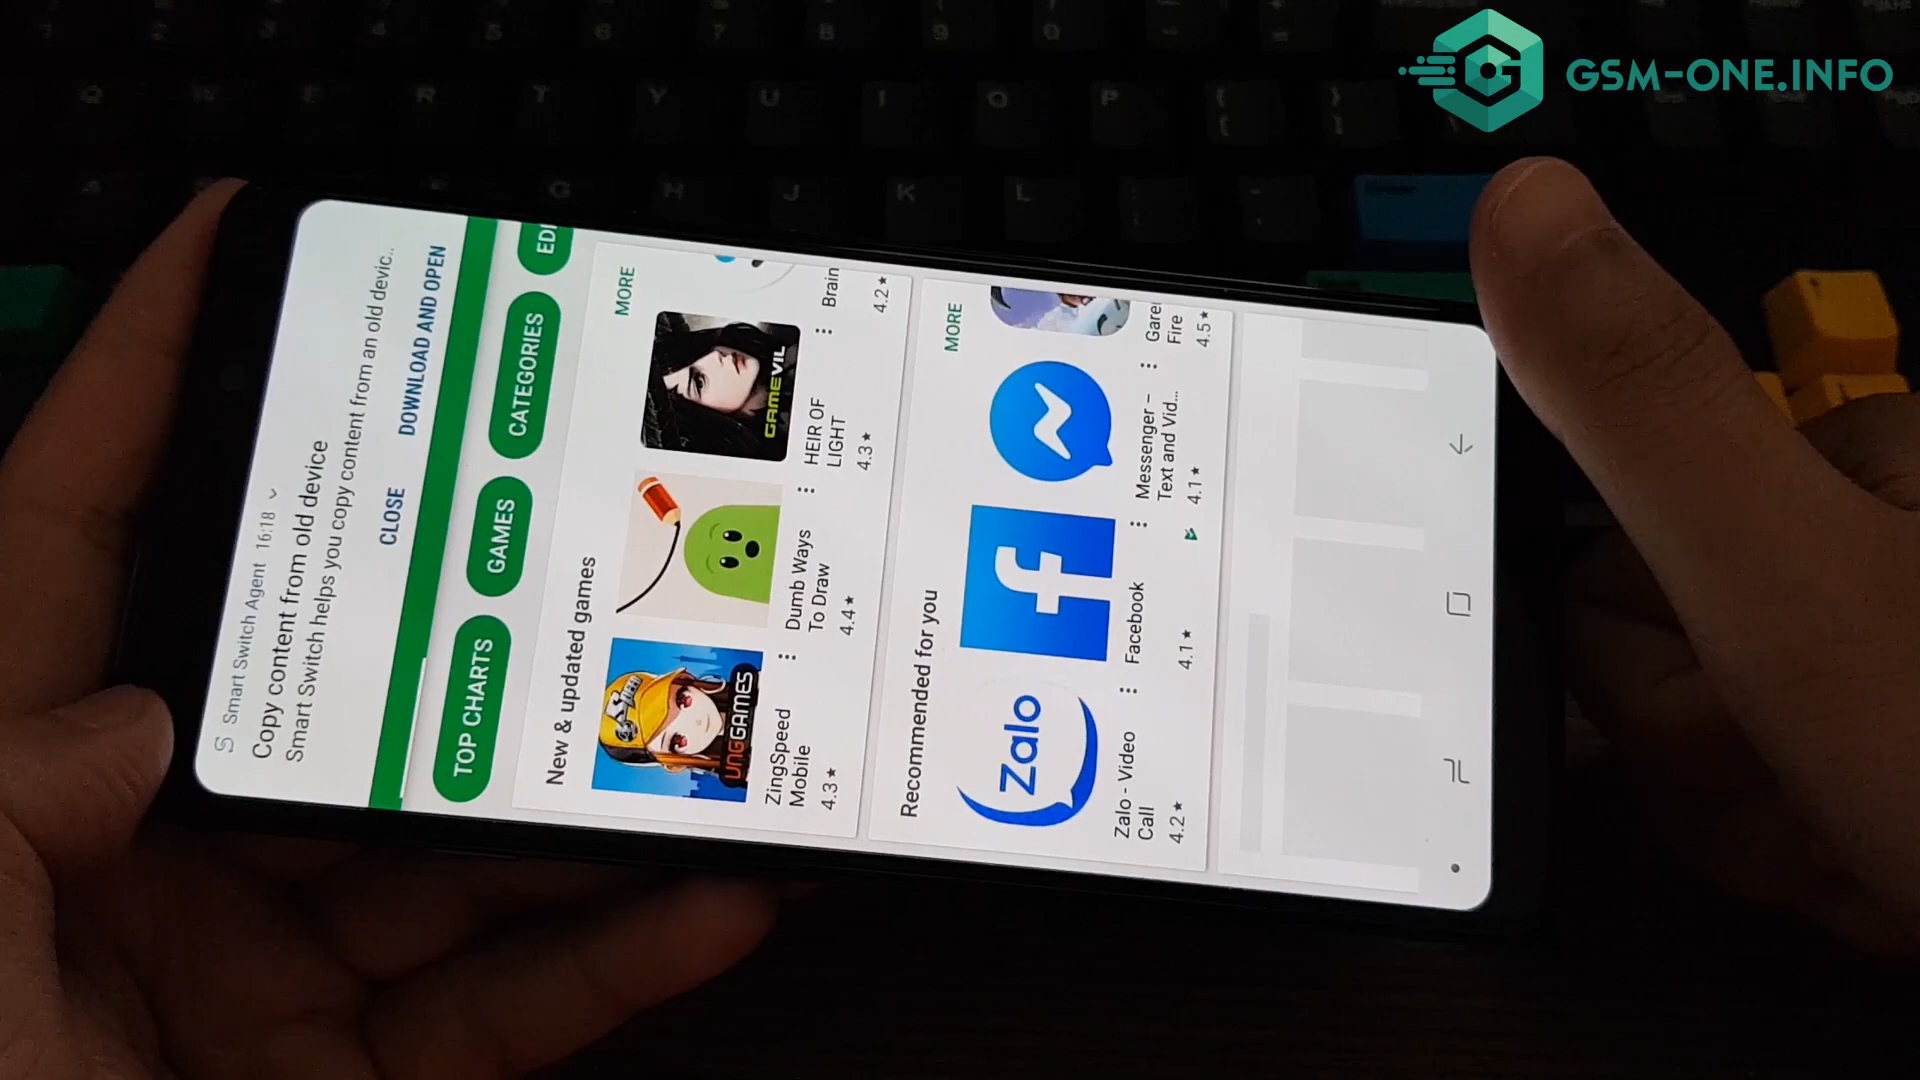 GSM-ONE.INFO
Smart Switch Agent 16:18
Copy content from old device
Smart Switch helps you copy content from an old devic..
CLOSE DOWNLOAD AND OPEN
TOP CHARTS GAMES CATEGORIES EDI
New & updated games MORE
UNQGAMES
GAMEVIL
ZingSpeed
Mobile
4.3★
Dumb Ways
To Draw
4.4★
HEIR OF
LIGHT
4.3★
Brain
4.2★
Recommended for you MORE
Zalo
Zalo - Video
Call
4.2★
Facebook
4.1★
Messenger –
Text and Vid...
4.1★
Gare
Fire
4.5★
Q W E R T Y U I O P
G H J K L